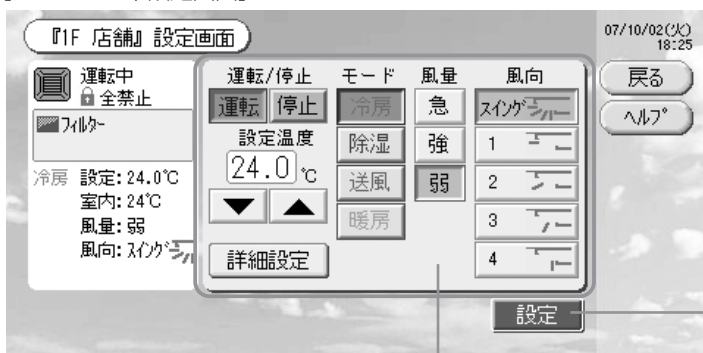 『1F 店舗』設定画面
07/10/02(火)
18:25
運転中
全禁止
フィルター
冷房 設定:24.0℃
室内:24℃
風量:弱
風向:スイング
運転/停止
運転 停止
設定温度
24.0℃
▼ ▲
詳細設定
モード
冷房
除湿
送風
暖房
風量
急
強
弱
風向
スイング
1
2
3
4
戻る
ヘルプ
設定